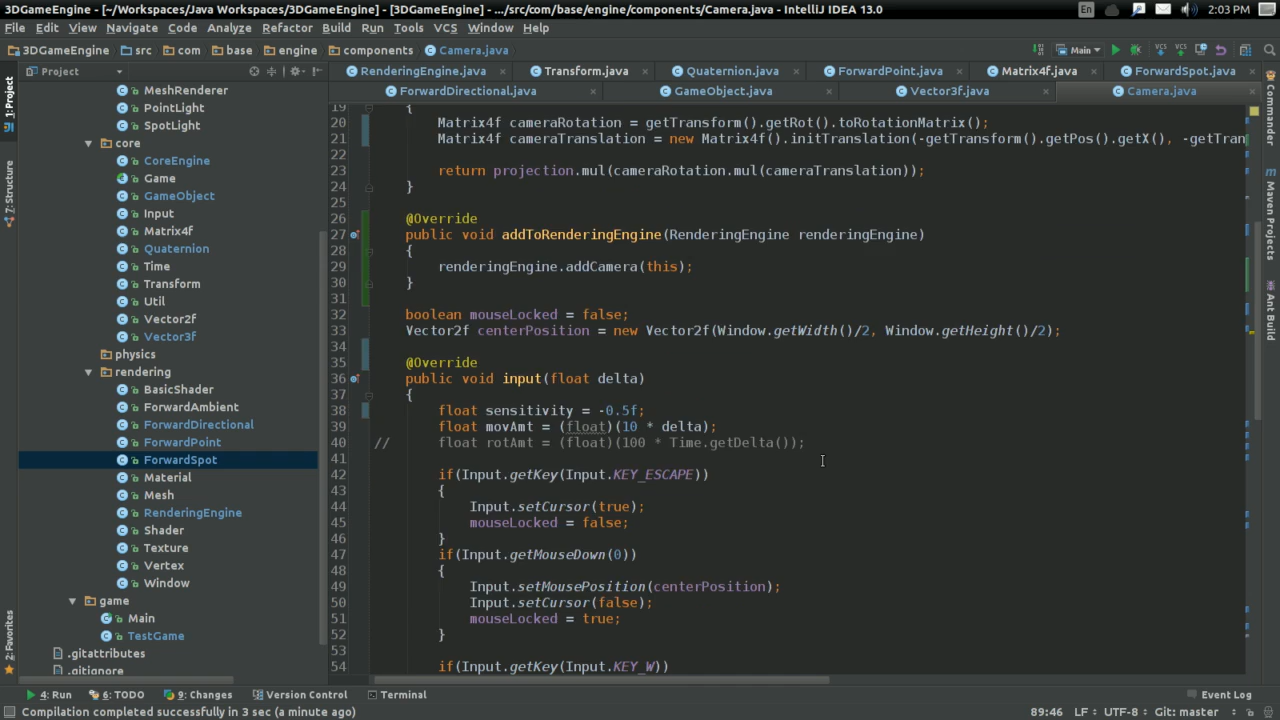 3DGameEngine - [~/Workspaces/Java Workspaces/3DGameEngine] - [3DGameEngine] - .../src/com/base/engine/components/Camera.java - IntelliJ IDEA 13.0
En
2:03 PM
File Edit View Navigate Code Analyze Refactor Build Run Tools VCS Window Help
3DGameEngine src com base engine components Camera.java
Main
Project
RenderingEngine.java Transform.java Quaternion.java ForwardPoint.java Matrix4f.java ForwardSpot.java
ForwardDirectional.java GameObject.java Vector3f.java Camera.java
1: Project
7: Structure
2: Favorites
MeshRenderer
PointLight
SpotLight
core
CoreEngine
Game
GameObject
Input
Matrix4f
Quaternion
Time
Transform
Util
Vector2f
Vector3f
physics
rendering
BasicShader
ForwardAmbient
ForwardDirectional
ForwardPoint
ForwardSpot
Material
Mesh
RenderingEngine
Shader
Texture
Vertex
Window
game
Main
TestGame
.gitattributes
.gitignore
19 {
20 Matrix4f cameraRotation = getTransform().getRot().toRotationMatrix();
21 Matrix4f cameraTranslation = new Matrix4f().initTranslation(-getTransform().getPos().getX(), -getTran
22
23 return projection.mul(cameraRotation.mul(cameraTranslation));
24 }
25
26 @Override
27 public void addToRenderingEngine(RenderingEngine renderingEngine)
28 {
29 renderingEngine.addCamera(this);
30 }
31
32 boolean mouseLocked = false;
33 Vector2f centerPosition = new Vector2f(Window.getWidth()/2, Window.getHeight()/2);
34
35 @Override
36 public void input(float delta)
37 {
38 float sensitivity = -0.5f;
39 float movAmt = (float)(10 * delta);
40 // float rotAmt = (float)(100 * Time.getDelta());
41
42 if(Input.getKey(Input.KEY_ESCAPE))
43 {
44 Input.setCursor(true);
45 mouseLocked = false;
46 }
47 if(Input.getMouseDown(0))
48 {
49 Input.setMousePosition(centerPosition);
50 Input.setCursor(false);
51 mouseLocked = true;
52 }
53
54 if(Input.getKey(Input.KEY_W))
Commander
Maven Projects
Ant Build
4: Run 6: TODO 9: Changes Version Control Terminal Event Log
Compilation completed successfully in 3 sec (a minute ago) 89:46 LF UTF-8 Git: master